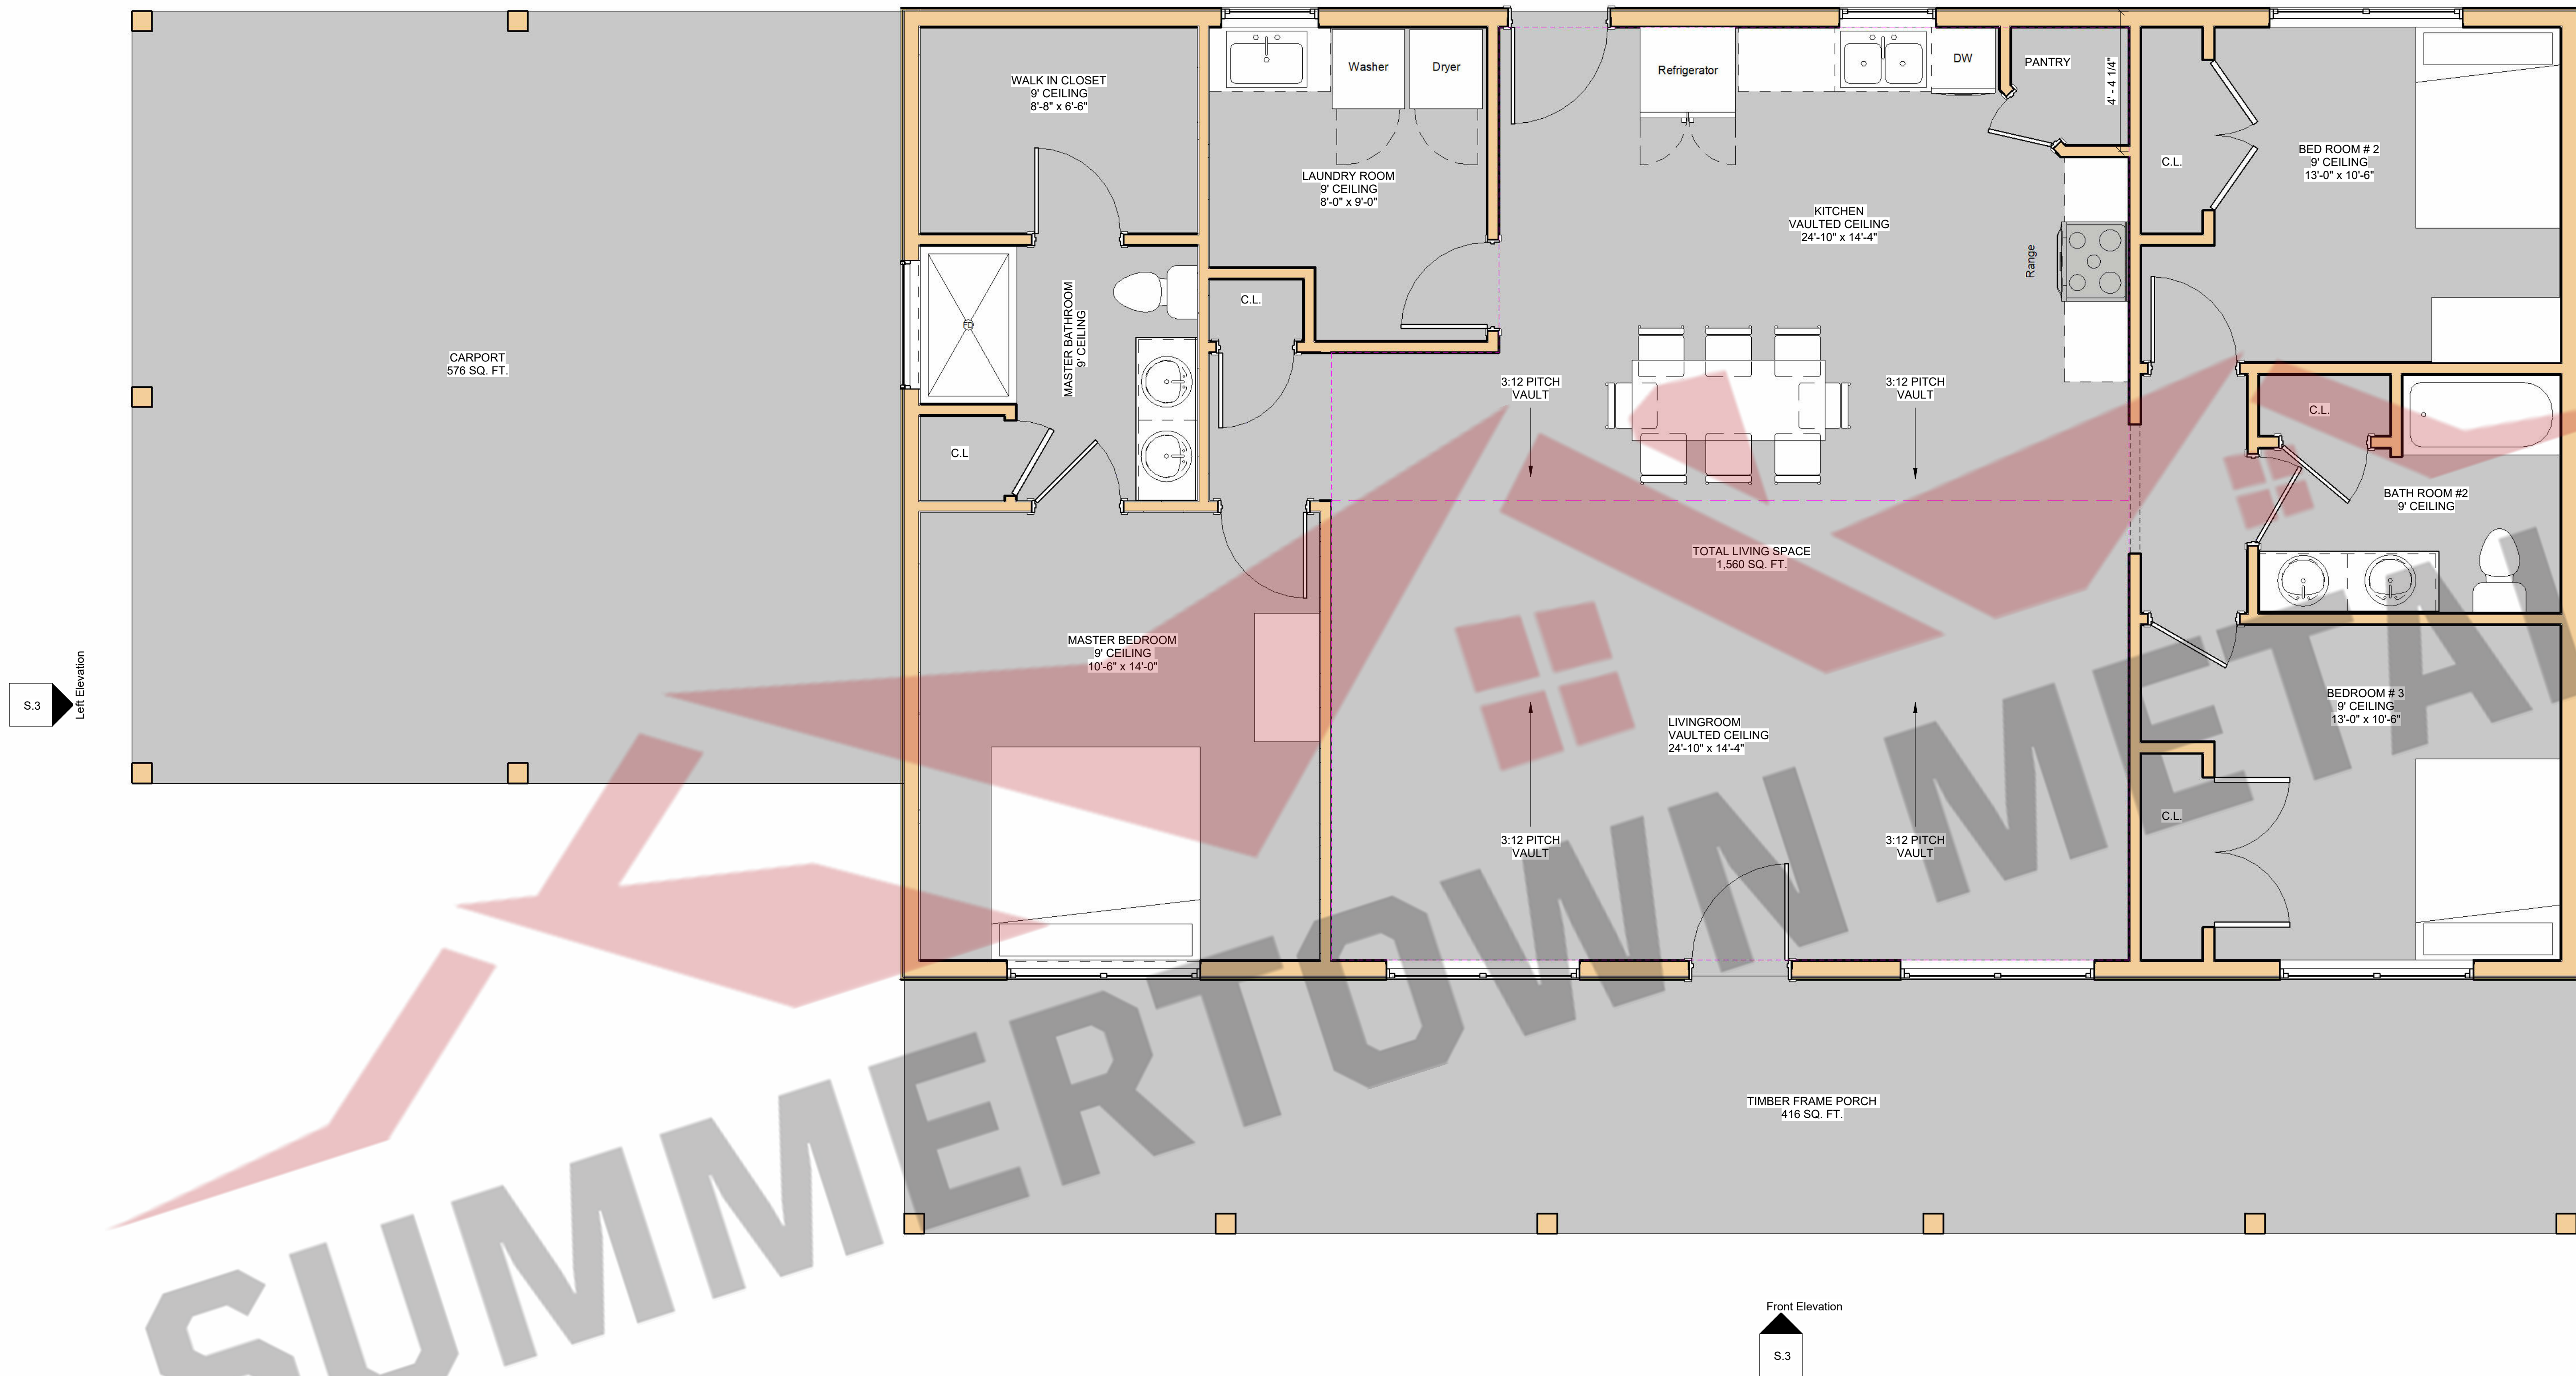 WALK IN CLOSET
9' CEILING
8'-8" x 6'-6"
Washer
Dryer
LAUNDRY ROOM
9' CEILING
8'-0" x 9'-0"
Refrigerator
DW
PANTRY
4' - 4 1/4"
KITCHEN
VAULTED CEILING
24'-10" x 14'-4"
Range
C.L.
BED ROOM # 2
9' CEILING
13'-0" x 10'-6"
CARPORT
576 SQ. FT.
MASTER BATHROOM
9' CEILING
FD
C.L.
C.L
3:12 PITCH
VAULT
3:12 PITCH
VAULT
C.L.
BATH ROOM #2
9' CEILING
TOTAL LIVING SPACE
1,560 SQ. FT.
MASTER BEDROOM
9' CEILING
10'-6" x 14'-0"
S.3
Left Elevation
LIVINGROOM
VAULTED CEILING
24'-10" x 14'-4"
BEDROOM # 3
9' CEILING
13'-0" x 10'-6"
C.L.
3:12 PITCH
VAULT
3:12 PITCH
VAULT
TIMBER FRAME PORCH
416 SQ. FT.
Front Elevation
S.3
SUMMERTOWN METAL